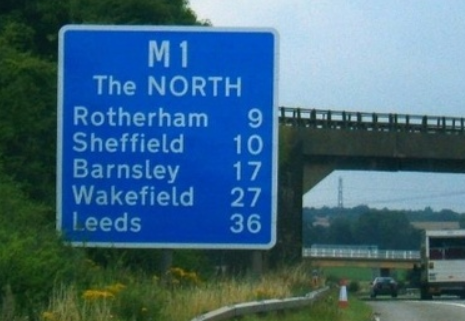 M1
The NORTH
Rotherham 9
Sheffield 10
Barnsley 17
Wakefield 27
Leeds 36